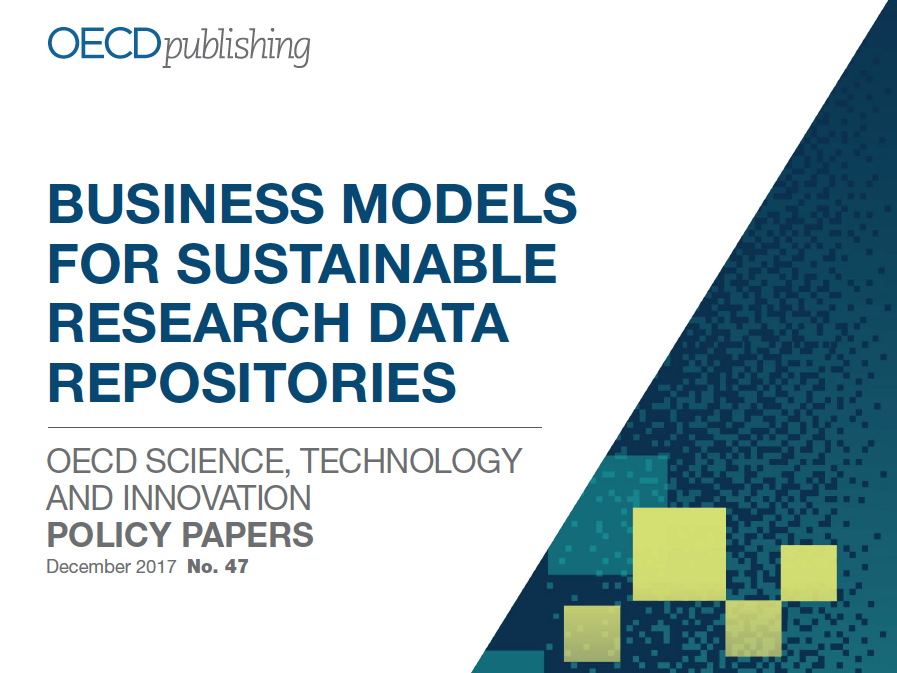 OECDpublishing
BUSINESS MODELS
FOR SUSTAINABLE
RESEARCH DATA
REPOSITORIES
OECD SCIENCE, TECHNOLOGY
AND INNOVATION
POLICY PAPERS
December 2017 No. 47